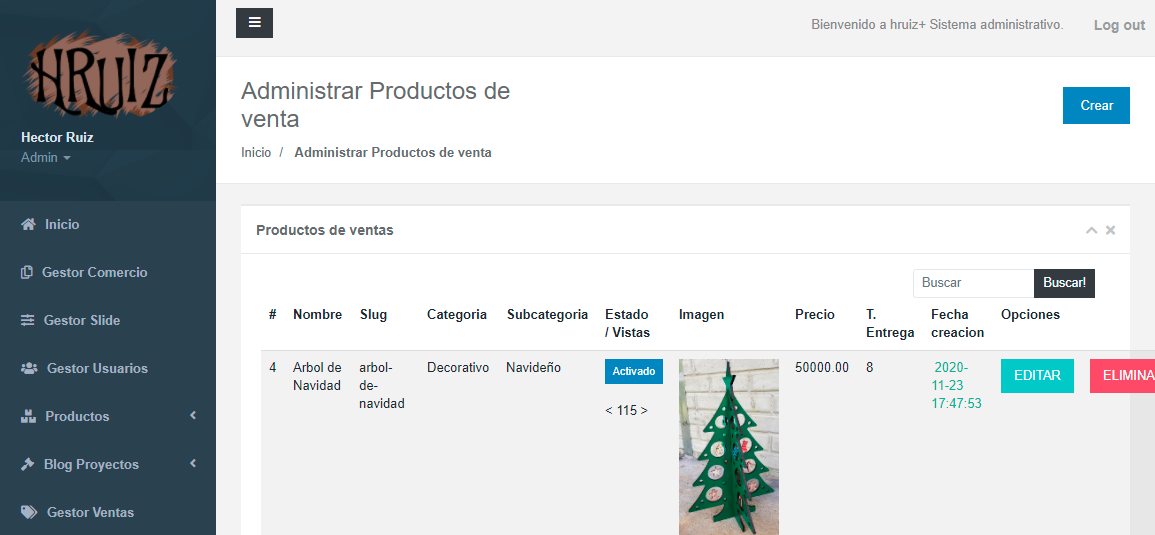 HRUIZ
Hector Ruiz
Admin
Inicio
Gestor Comercio
Gestor Slide
Gestor Usuarios
Productos
Blog Proyectos
Gestor Ventas
Bienvenido a hruiz+ Sistema administrativo. Log out
Administrar Productos de
venta
Crear
Inicio / Administrar Productos de venta
Productos de ventas
Buscar Buscar!
# Nombre Slug Categoria Subcategoria Estado Imagen Precio T. Fecha Opciones
/ Vistas Entrega creacion
4 Arbol de arbol- Decorativo Navideño Activado 50000.00 8 2020- EDITAR ELIMINA
Navidad de- 11-23
navidad < 115 > 17:47:53